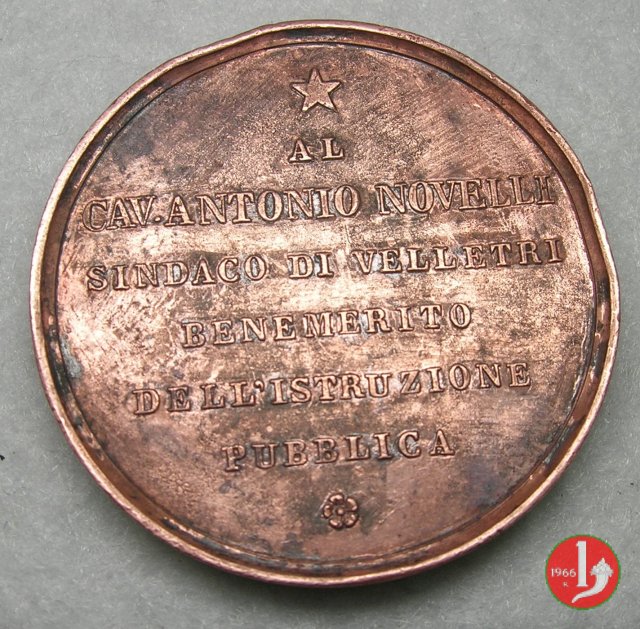 AL
CAV. ANTONIO NOVELLI
SINDACO DI VELLETRI
BENEMERITO
DELL'ISTRUZIONE
PUBBLICA
1966
R